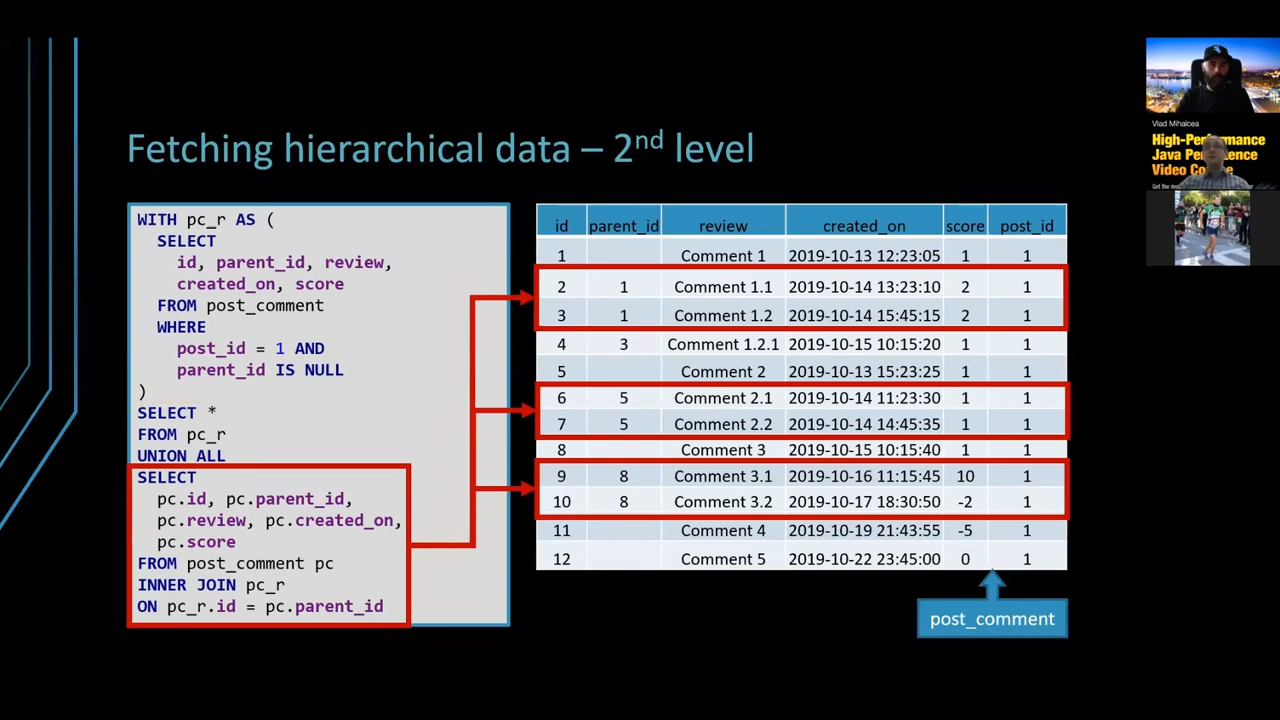 Fetching hierarchical data – 2nd level
WITH pc_r AS (
SELECT
id, parent_id, review,
created_on, score
FROM post_comment
WHERE
post_id = 1 AND
parent_id IS NULL
)
SELECT *
FROM pc_r
UNION ALL
SELECT
pc.id, pc.parent_id,
pc.review, pc.created_on,
pc.score
FROM post_comment pc
INNER JOIN pc_r
ON pc_r.id = pc.parent_id
id parent_id review created_on score post_id
1 Comment 1 2019-10-13 12:23:05 1 1
2 1 Comment 1.1 2019-10-14 13:23:10 2 1
3 1 Comment 1.2 2019-10-14 15:45:15 2 1
4 3 Comment 1.2.1 2019-10-15 10:15:20 1 1
5 Comment 2 2019-10-13 15:23:25 1 1
6 5 Comment 2.1 2019-10-14 11:23:30 1 1
7 5 Comment 2.2 2019-10-14 14:45:35 1 1
8 Comment 3 2019-10-15 10:15:40 1 1
9 8 Comment 3.1 2019-10-16 11:15:45 10 1
10 8 Comment 3.2 2019-10-17 18:30:50 -2 1
11 Comment 4 2019-10-19 21:43:55 -5 1
12 Comment 5 2019-10-22 23:45:00 0 1
post_comment
Vlad Mihalcea
Java
Video
Get the